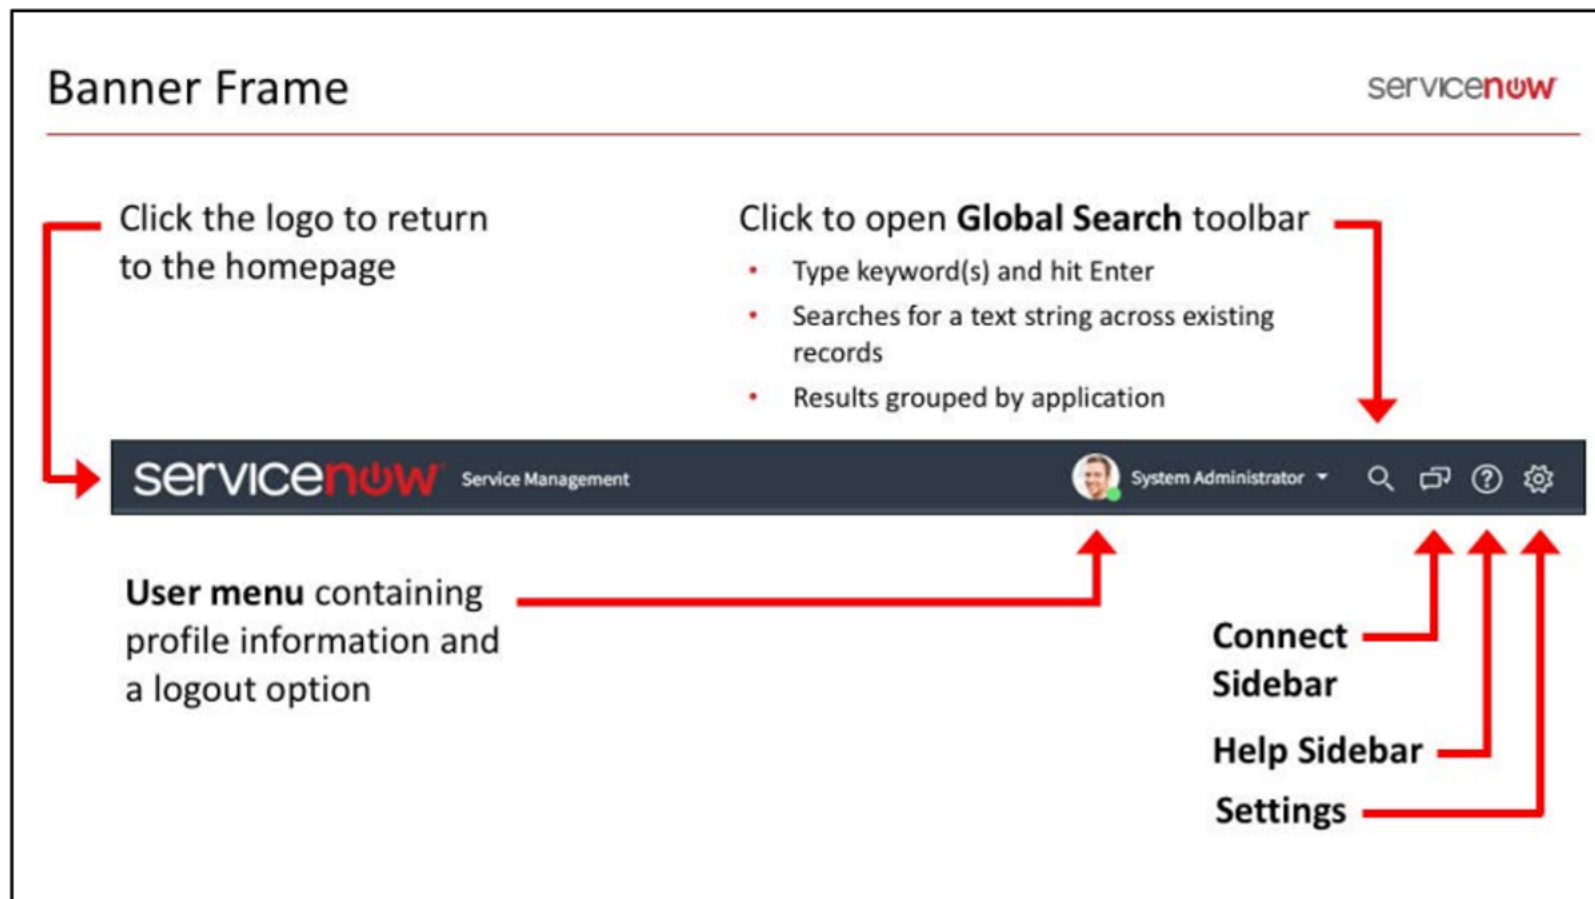 Banner Frame
servicenow
Click the logo to return
to the homepage
Click to open Global Search toolbar
• Type keyword(s) and hit Enter
• Searches for a text string across existing
records
• Results grouped by application
servicenow Service Management
System Administrator
User menu containing
profile information and
a logout option
Connect
Sidebar
Help Sidebar
Settings